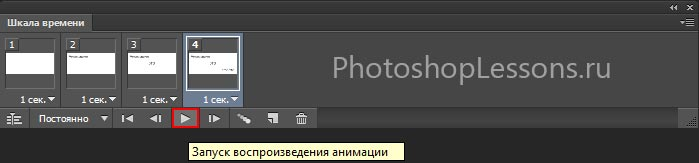 Шкала времени
1 2 3 4
PhotoshopLessons.ru
1 сек. 1 сек. 1 сек. 1 сек.
Постоянно
Запуск воспроизведения анимации